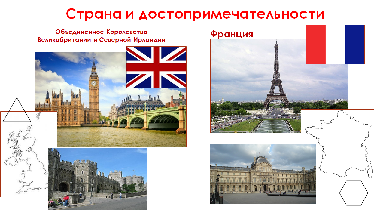 Страна и достопримечательности
Объединенное Королевство
Великобритании и Северной Ирландии
Франция